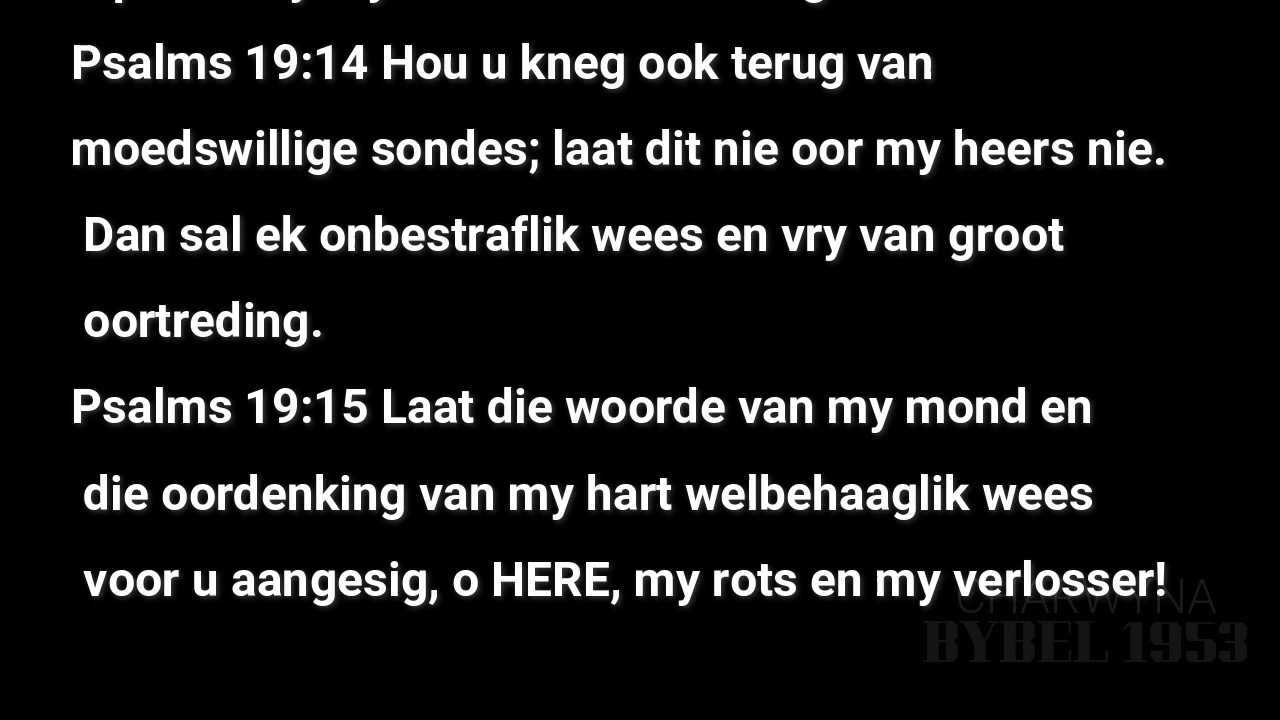 Psalms 19:14 Hou u kneg ook terug van
moedswillige sondes; laat dit nie oor my heers nie.
Dan sal ek onbestraflik wees en vry van groot
oortreding.
Psalms 19:15 Laat die woorde van my mond en
die oordenking van my hart welbehaaglik wees
voor u aangesig, o HERE, my rots en my verlosser!
CHARWYNA
BYBEL 1953